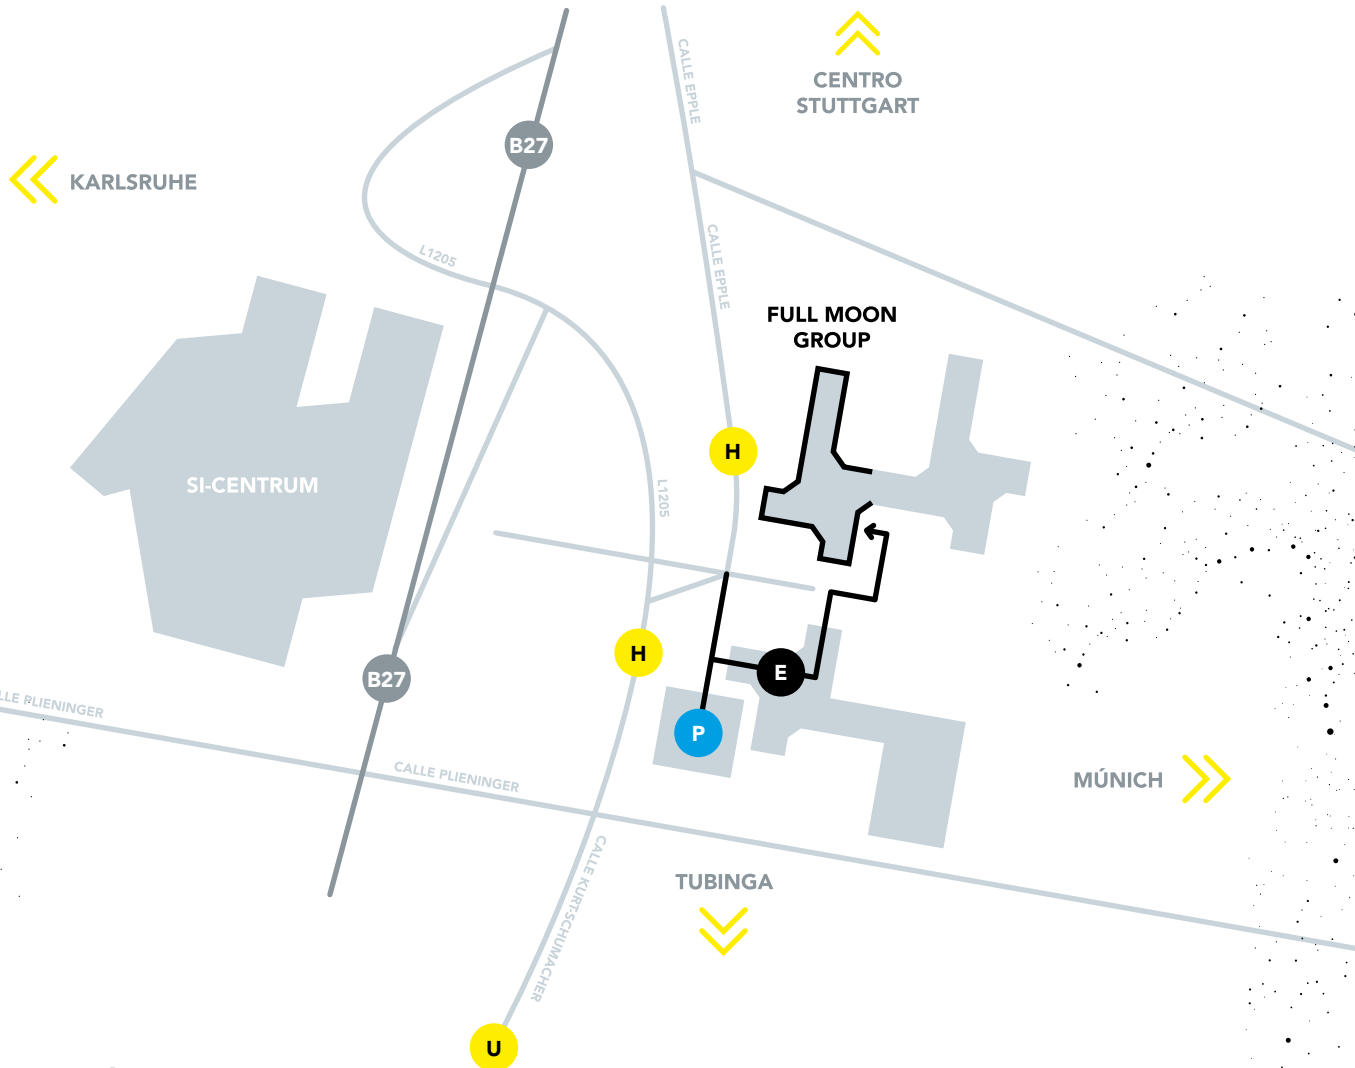 CALLE EPPLE
CENTRO
STUTTGART
B27
KARLSRUHE
L1205
CALLE EPPLE
FULL MOON
GROUP
H
SI-CENTRUM
L1205
H
E
B27
LLE PLIENINGER
P
CALLE PLIENINGER
MÚNICH
TUBINGA
CALLE KURT-SCHUMACHER
U